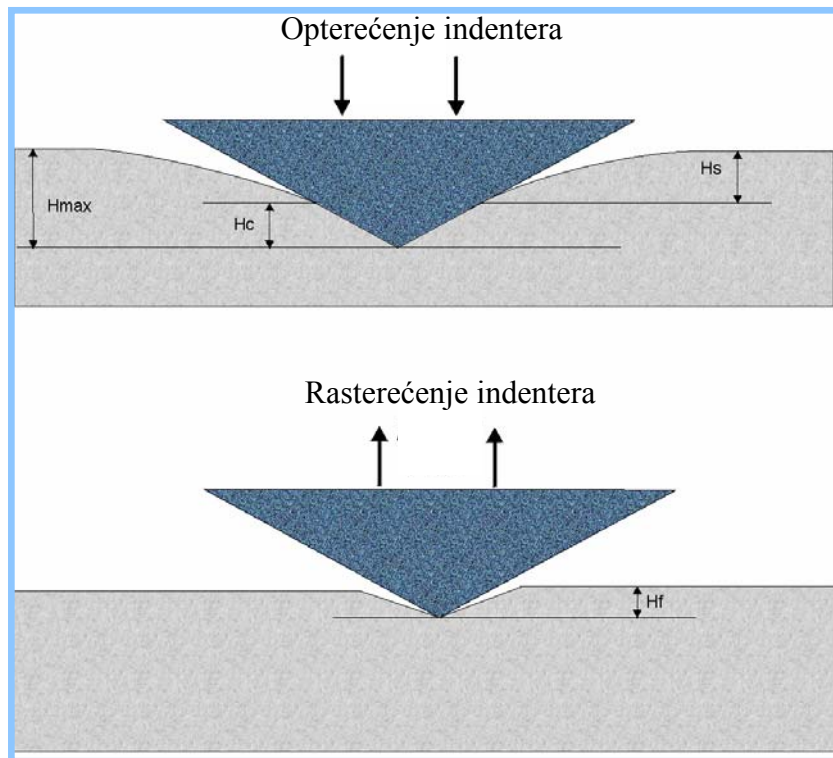 Opterećenje indentera
Hs
Hmax
Hc
Rasterećenje indentera
Hf